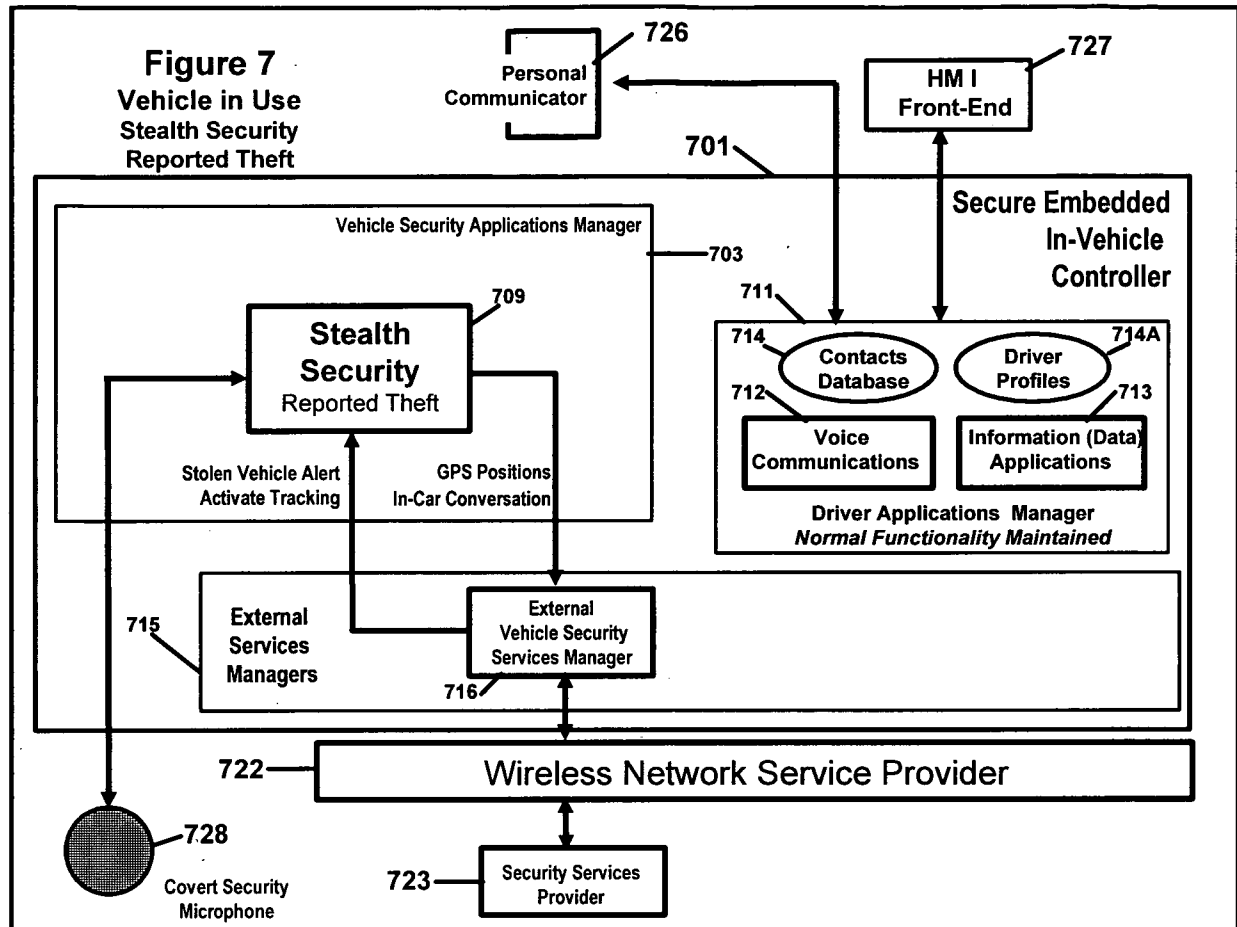 Figure 7
Vehicle in Use
Stealth Security
Reported Theft
726
Personal
Communicator
727
HM I
Front-End
701
Secure Embedded
In-Vehicle
Controller
Vehicle Security Applications Manager
703
709
Stealth
Security
Reported Theft
711
714
Contacts
Database
714A
Driver
Profiles
712
Voice
Communications
713
Information (Data)
Applications
Driver Applications Manager
Normal Functionality Maintained
Stolen Vehicle Alert
Activate Tracking
GPS Positions
In-Car Conversation
715
External
Services
Managers
External
Vehicle Security
Services Manager
716
722
Wireless Network Service Provider
728
Covert Security
Microphone
723
Security Services
Provider